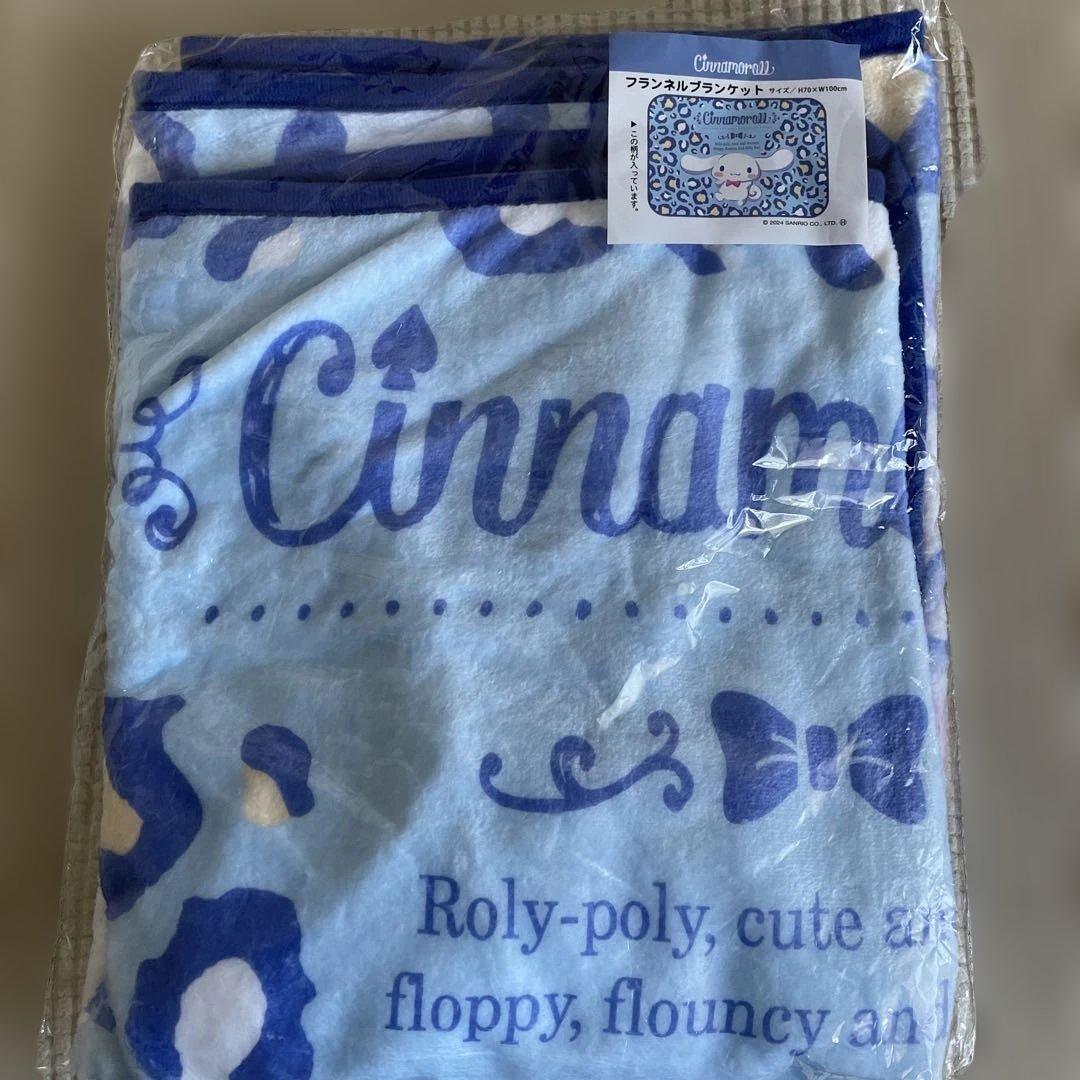 Cinnamoroll
フランネルブランケット サイズ/H70×W100cm
▶この柄が入っています。
Cinnamoroll
© 2024 SANRIO CO., LTD. Ⓗ
Cinnam
Roly-poly, cute a
floppy, flouncy and